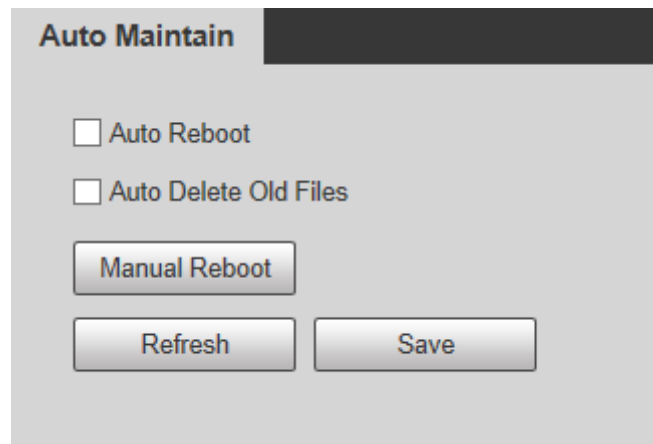 Auto Maintain
Auto Reboot
Auto Delete Old Files
Manual Reboot
Refresh Save